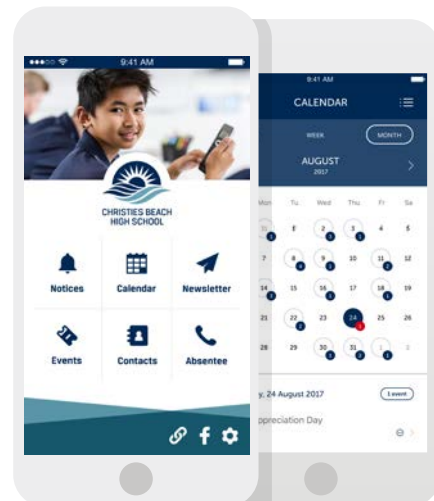 9:41 AM
CHRISTIES BEACH
HIGH SCHOOL
Notices Calendar Newsletter
Events Contacts Absentee
9:41 AM
CALENDAR
WEEK MONTH
AUGUST
2017
Mon Tu Wed Thu Fr Sa
31 1 2 3 4 5
7 8 9 10 11 12
14 15 16 17 18 19
21 22 23 24 25 26
28 29 30 31 1 2
y, 24 August 2017 1 event
ppreciation Day